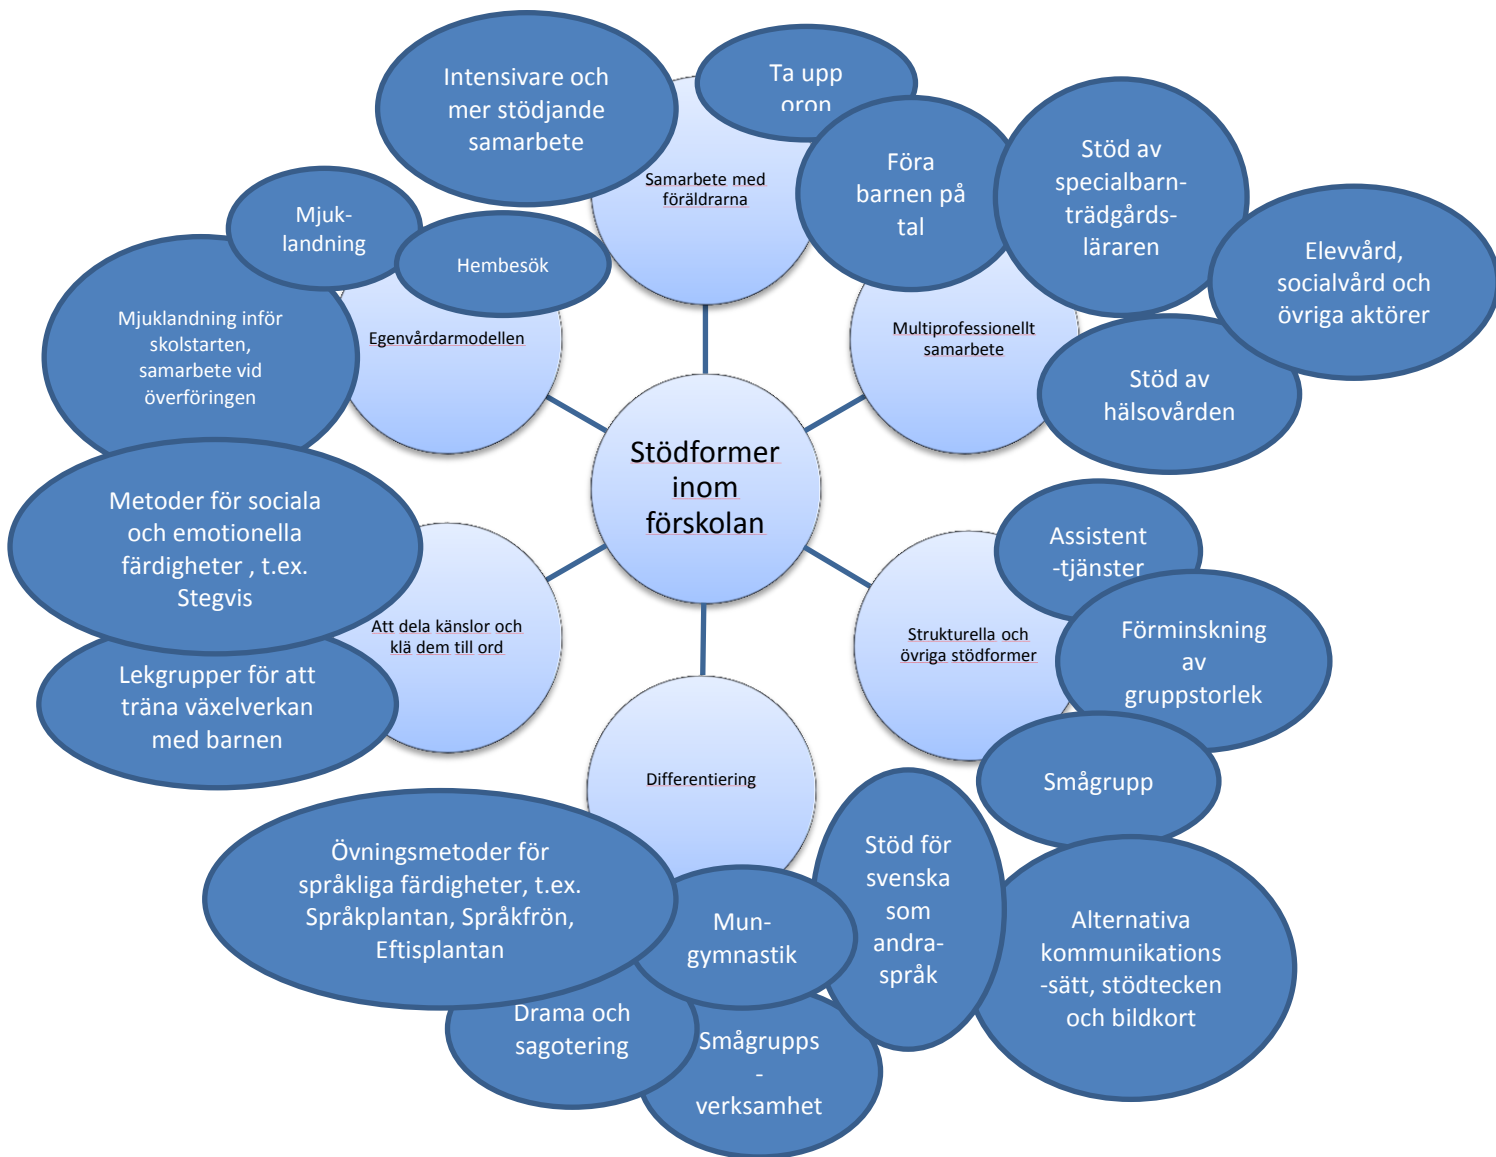 Intensivare och
mer stödjande
samarbete
Ta upp
oron
Samarbete med
föräldrarna
Föra
barnen på
tal
Stöd av
specialbarn-
trädgårds-
läraren
Elevvård,
socialvård och
övriga aktörer
Mjuk-
landning
Hembesök
Mjuklandning inför
skolstarten,
samarbete vid
överföringen
Egenvårdarmodellen
Multiprofessionellt
samarbete
Stöd av
hälsovården
Stödformer
inom
förskolan
Metoder för sociala
och emotionella
färdigheter , t.ex.
Stegvis
Att dela känslor och
klä dem till ord
Lekgrupper för att
träna växelverkan
med barnen
Assistent
-tjänster
Strukturella och
övriga stödformer
Förminskning
av
gruppstorlek
Smågrupp
Differentiering
Övningsmetoder för
språkliga färdigheter, t.ex.
Språkplantan, Språkfrön,
Eftisplantan
Mun-
gymnastik
Stöd för
svenska
som
andra-
språk
Alternativa
kommunikations
-sätt, stödtecken
och bildkort
Drama och
sagotering
Smågrupps
-
verksamhet